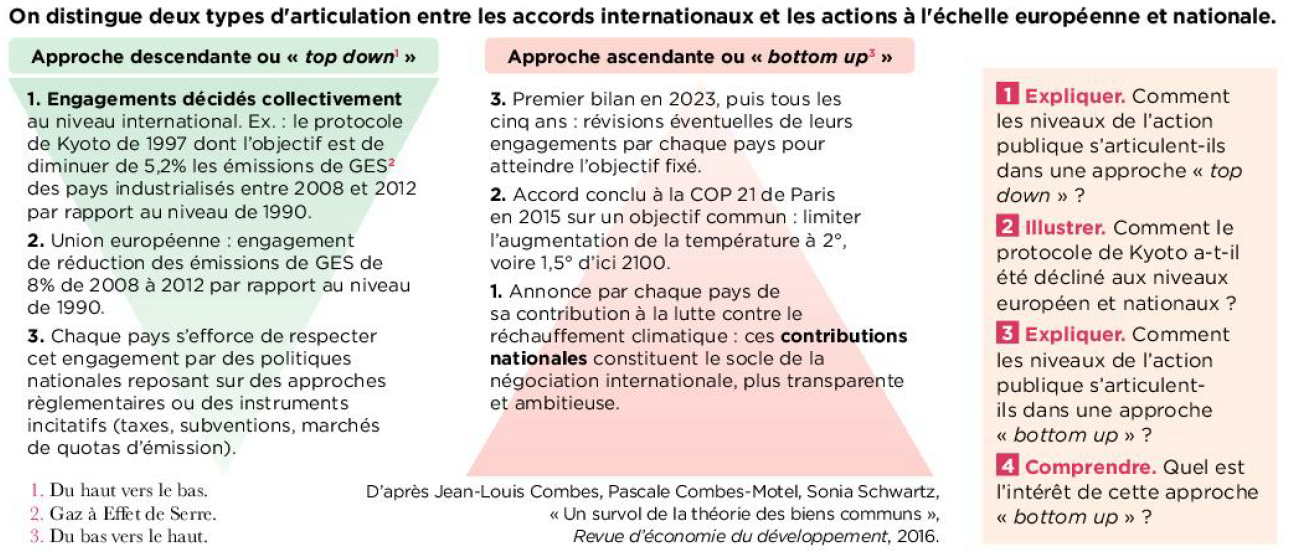 On distingue deux types d'articulation entre les accords internationaux et les actions à l'échelle européenne et nationale.
Approche descendante ou « top down¹ »
1. Engagements décidés collectivement
au niveau international. Ex. : le protocole
de Kyoto de 1997 dont l'objectif est de
diminuer de 5,2% les émissions de GES²
des pays industrialisés entre 2008 et 2012
par rapport au niveau de 1990.
2. Union européenne : engagement
de réduction des émissions de GES de
8% de 2008 à 2012 par rapport au niveau
de 1990.
3. Chaque pays s'efforce de respecter
cet engagement par des politiques
nationales reposant sur des approches
règlementaires ou des instruments
incitatifs (taxes, subventions, marchés
de quotas d'émission).
Approche ascendante ou « bottom up³ »
3. Premier bilan en 2023, puis tous les
cinq ans : révisions éventuelles de leurs
engagements par chaque pays pour
atteindre l'objectif fixé.
2. Accord conclu à la COP 21 de Paris
en 2015 sur un objectif commun : limiter
l'augmentation de la température à 2°,
voire 1,5° d'ici 2100.
1. Annonce par chaque pays de
sa contribution à la lutte contre le
réchauffement climatique : ces contributions
nationales constituent le socle de la
négociation internationale, plus transparente
et ambitieuse.
1. Du haut vers le bas.
2. Gaz à Effet de Serre.
3. Du bas vers le haut.
D'après Jean-Louis Combes, Pascale Combes-Motel, Sonia Schwartz,
« Un survol de la théorie des biens communs »,
Revue d'économie du développement, 2016.
1 Expliquer. Comment
les niveaux de l'action
publique s'articulent-ils
dans une approche « top
down » ?
2 Illustrer. Comment le
protocole de Kyoto a-t-il
été décliné aux niveaux
européen et nationaux ?
3 Expliquer. Comment
les niveaux de l'action
publique s'articulent-
ils dans une approche
« bottom up » ?
4 Comprendre. Quel est
l'intérêt de cette approche
« bottom up » ?